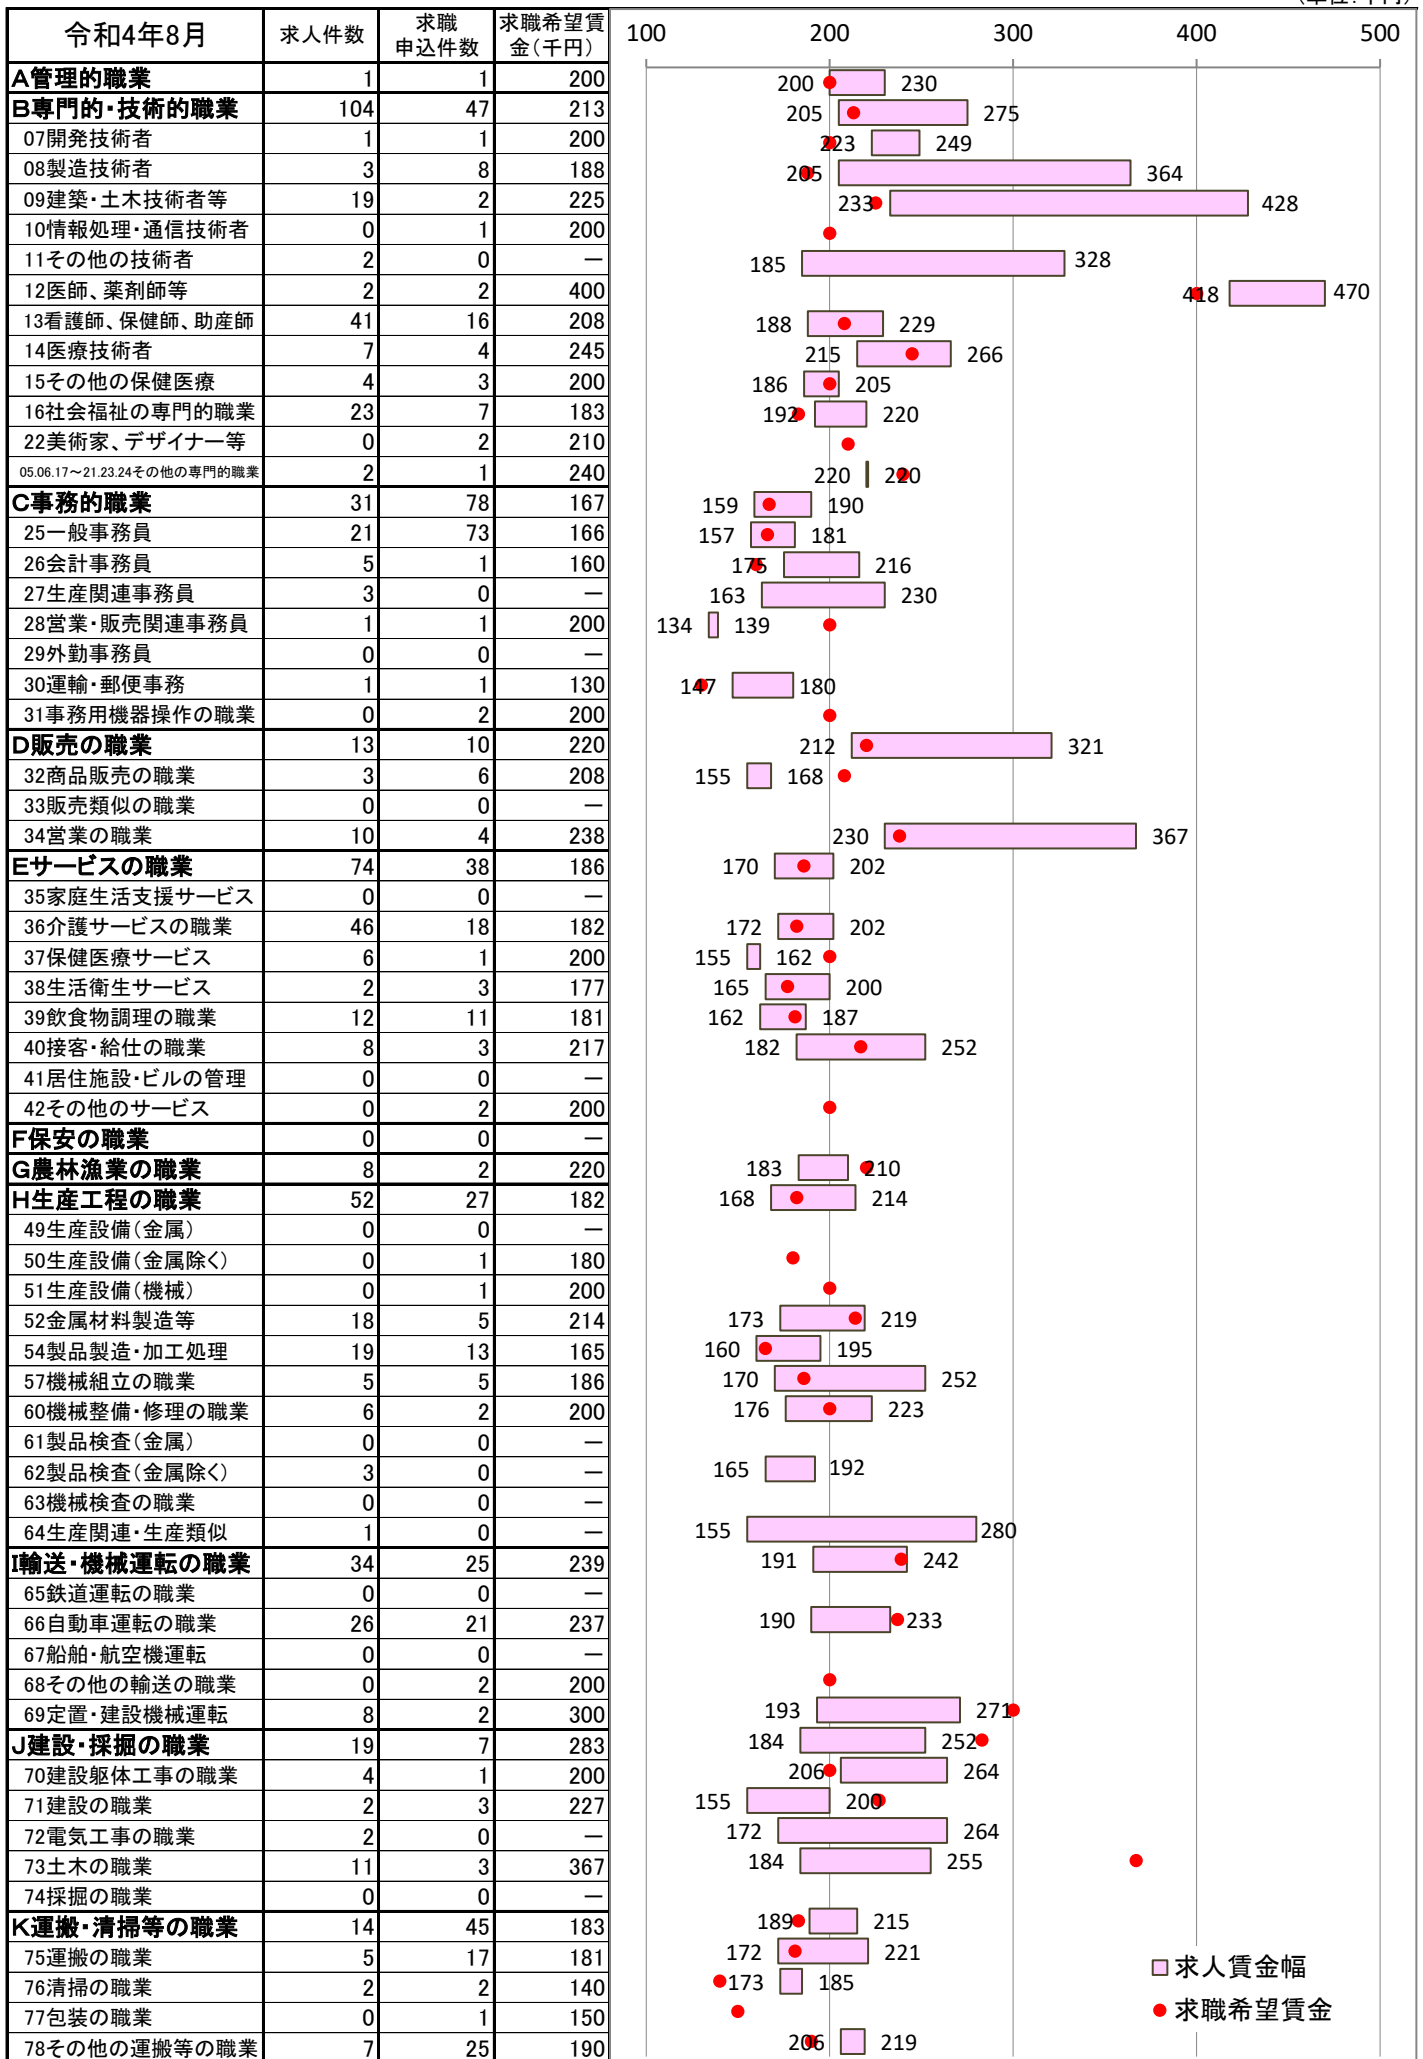 令和4年8月 求人件数 求職申込件数 求職希望賃金(千円) 100 200 300 400 500
A管理的職業 1 1 200 200 230
B専門的・技術的職業 104 47 213 205 275
07開発技術者 1 1 200 223 249
08製造技術者 3 8 188 205 364
09建築・土木技術者等 19 2 225 233 428
10情報処理・通信技術者 0 1 200
11その他の技術者 2 0 ― 185 328
12医師、薬剤師等 2 2 400 418 470
13看護師、保健師、助産師 41 16 208 188 229
14医療技術者 7 4 245 215 266
15その他の保健医療 4 3 200 186 205
16社会福祉の専門的職業 23 7 183 192 220
22美術家、デザイナー等 0 2 210
05.06.17～21.23.24その他の専門的職業 2 1 240 220 220
C事務的職業 31 78 167 159 190
25一般事務員 21 73 166 157 181
26会計事務員 5 1 160 175 216
27生産関連事務員 3 0 ― 163 230
28営業・販売関連事務員 1 1 200 134 139
29外勤事務員 0 0 ―
30運輸・郵便事務 1 1 130 147 180
31事務用機器操作の職業 0 2 200
D販売の職業 13 10 220 212 321
32商品販売の職業 3 6 208 155 168
33販売類似の職業 0 0 ―
34営業の職業 10 4 238 230 367
Eサービスの職業 74 38 186 170 202
35家庭生活支援サービス 0 0 ―
36介護サービスの職業 46 18 182 172 202
37保健医療サービス 6 1 200 155 162
38生活衛生サービス 2 3 177 165 200
39飲食物調理の職業 12 11 181 162 187
40接客・給仕の職業 8 3 217 182 252
41居住施設・ビルの管理 0 0 ―
42その他のサービス 0 2 200
F保安の職業 0 0 ―
G農林漁業の職業 8 2 220 183 210
H生産工程の職業 52 27 182 168 214
49生産設備(金属) 0 0 ―
50生産設備(金属除く) 0 1 180
51生産設備(機械) 0 1 200
52金属材料製造等 18 5 214 173 219
54製品製造・加工処理 19 13 165 160 195
57機械組立の職業 5 5 186 170 252
60機械整備・修理の職業 6 2 200 176 223
61製品検査(金属) 0 0 ―
62製品検査(金属除く) 3 0 ― 165 192
63機械検査の職業 0 0 ―
64生産関連・生産類似 1 0 ― 155 280
I輸送・機械運転の職業 34 25 239 191 242
65鉄道運転の職業 0 0 ―
66自動車運転の職業 26 21 237 190 233
67船舶・航空機運転 0 0 ―
68その他の輸送の職業 0 2 200
69定置・建設機械運転 8 2 300 193 271
J建設・採掘の職業 19 7 283 184 252
70建設躯体工事の職業 4 1 200 206 264
71建設の職業 2 3 227 155 200
72電気工事の職業 2 0 ― 172 264
73土木の職業 11 3 367 184 255
74採掘の職業 0 0 ―
K運搬・清掃等の職業 14 45 183 189 215
75運搬の職業 5 17 181 172 221
求人賃金幅
76清掃の職業 2 2 140 173 185
77包装の職業 0 1 150
求職希望賃金
78その他の運搬等の職業 7 25 190 206 219